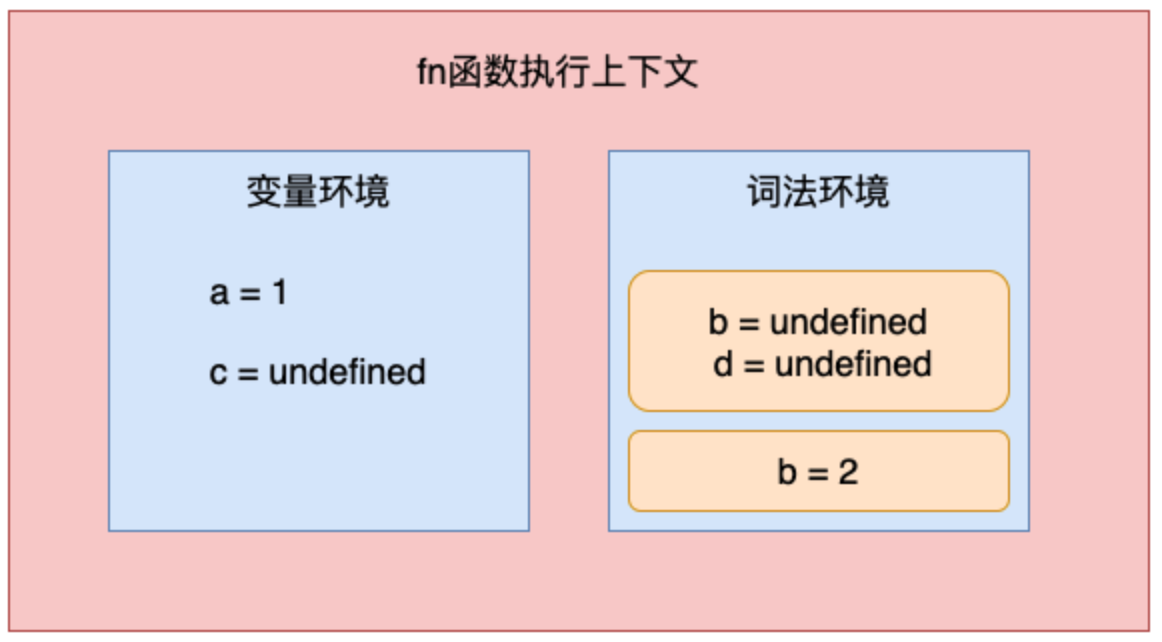 fn函数执行上下文
变量环境
a = 1
c = undefined
词法环境
b = undefined
d = undefined
b = 2